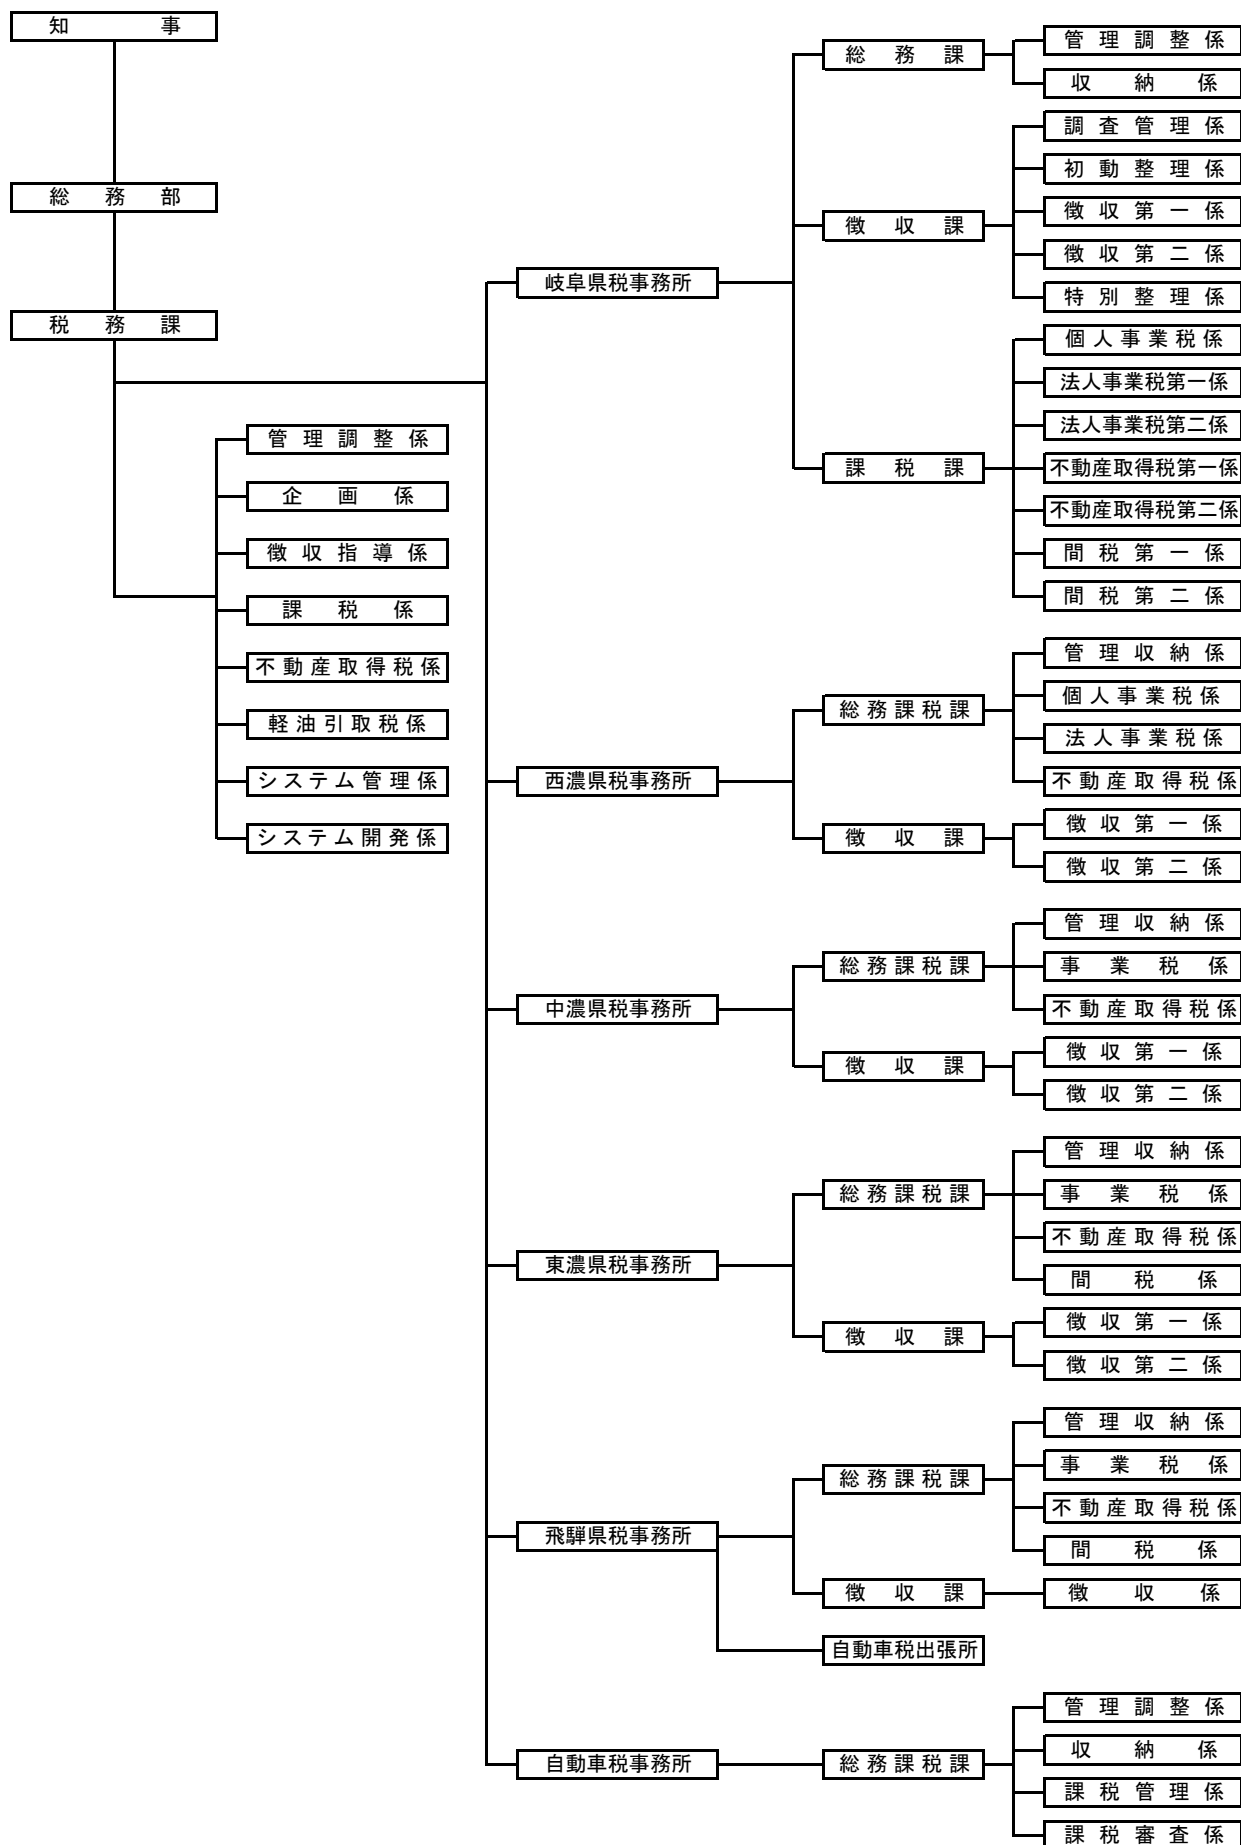 知事
総務部
税務課
管理調整係
企画係
徴収指導係
課税係
不動産取得税係
軽油引取税係
システム管理係
システム開発係
岐阜県税事務所
総務課
管理調整係
収納係
徴収課
調査管理係
初動整理係
徴収第一係
徴収第二係
特別整理係
課税課
個人事業税係
法人事業税第一係
法人事業税第二係
不動産取得税第一係
不動産取得税第二係
間税第一係
間税第二係
西濃県税事務所
総務課税課
管理収納係
個人事業税係
法人事業税係
不動産取得税係
徴収課
徴収第一係
徴収第二係
中濃県税事務所
総務課税課
管理収納係
事業税係
不動産取得税係
徴収課
徴収第一係
徴収第二係
東濃県税事務所
総務課税課
管理収納係
事業税係
不動産取得税係
間税係
徴収課
徴収第一係
徴収第二係
飛騨県税事務所
総務課税課
管理収納係
事業税係
不動産取得税係
間税係
徴収課
徴収係
自動車税出張所
自動車税事務所
総務課税課
管理調整係
収納係
課税管理係
課税審査係